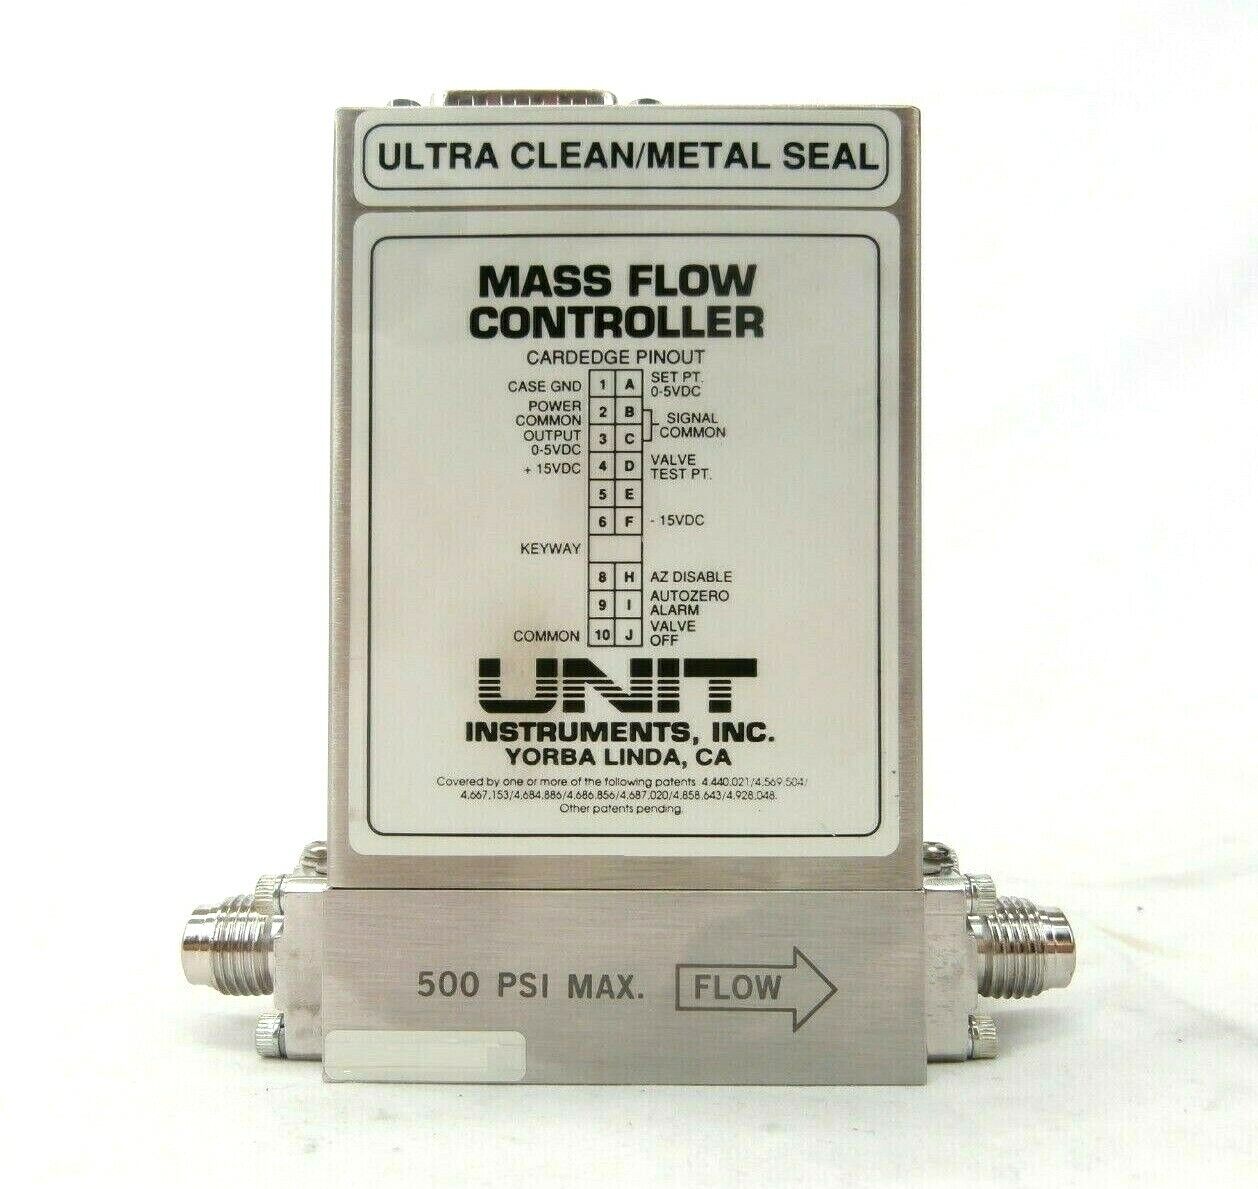 ULTRA CLEAN/METAL SEAL
MASS FLOW
CONTROLLER
CARDEDGE PINOUT
CASE GND 1 A SET PT.
0-5VDC
POWER
COMMON 2 B SIGNAL
COMMON
OUTPUT
0-5VDC 3 C
+ 15VDC 4 D VALVE
TEST PT.
5 E
6 F - 15VDC
KEYWAY
8 H AZ DISABLE
9 I AUTOZERO
ALARM
COMMON 10 J VALVE
OFF
UNIT
INSTRUMENTS, INC.
YORBA LINDA, CA
Covered by one or more of the following patents 4.440.021/4.569.504/
4.667.153/4.684.886/4.686.856/4.687.020/4.858.643/4.928.048.
Other patents pending.
500 PSI MAX. FLOW